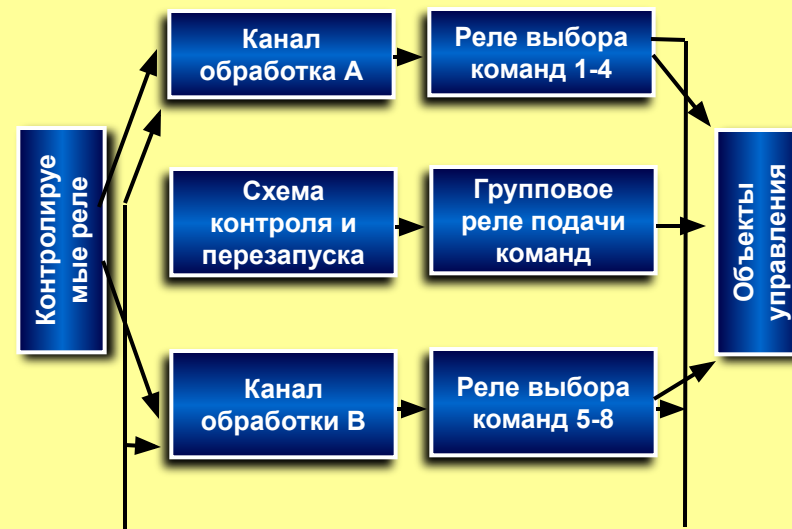 Контролируе
мые реле
Канал
обработка А
Реле выбора
команд 1-4
Схема
контроля и
перезапуска
Групповое
реле подачи
команд
Канал
обработки В
Реле выбора
команд 5-8
Объекты
управления